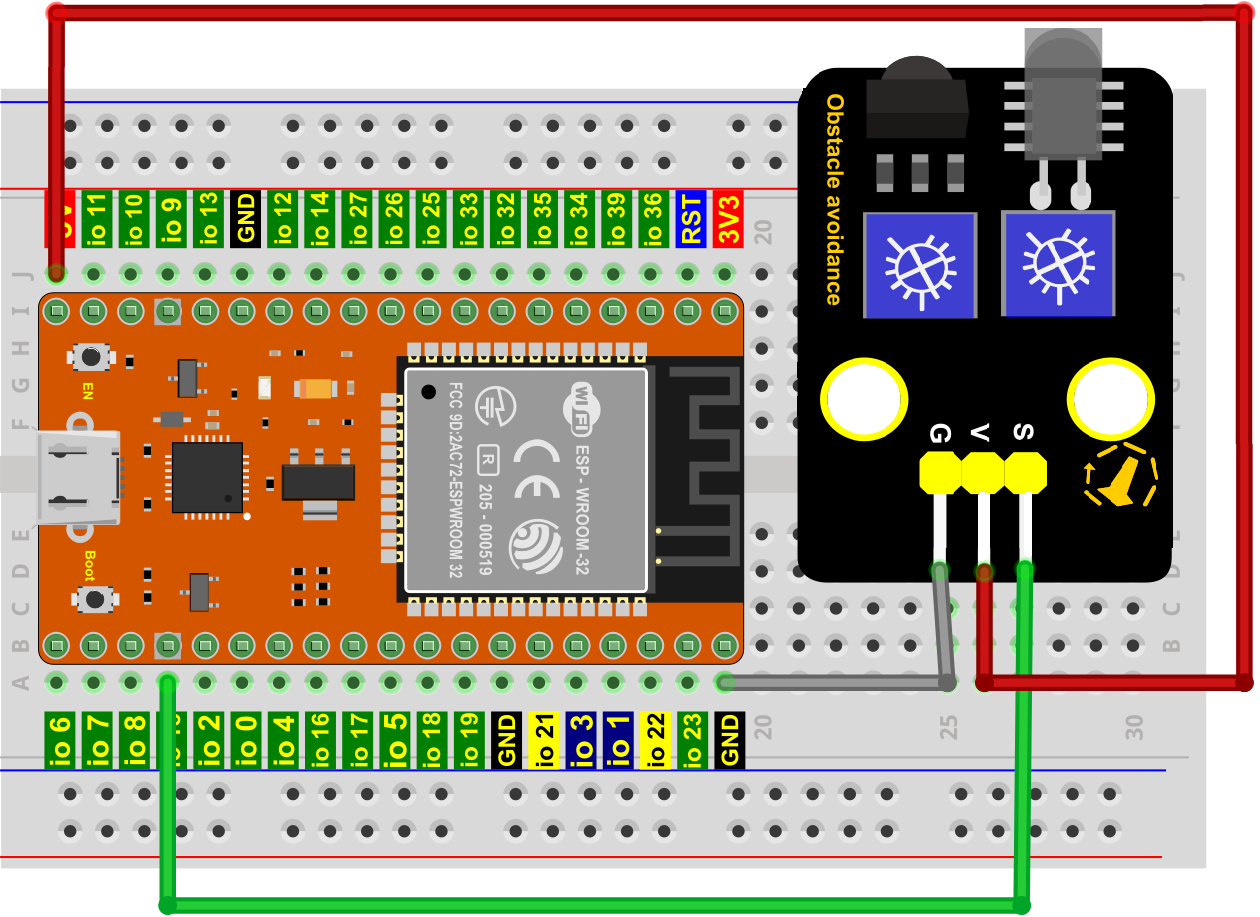 io 11
io 10
io 9
io 13
GND
io 12
io 14
io 27
io 26
io 25
io 33
io 32
io 35
io 34
io 39
io 36
RST
3V3
20
J
I
H
G
F
E
D
C
B
A
EN
Boot
FCC 9D:2AC72-ESPWROOM 32
R
205 - 000519
CE
WiFi
ESP - WROOM -32
Obstacle avoidance
G
V
S
J
I
G
E
D
C
B
io 6
io 7
io 8
io 2
io 0
io 4
io 16
io 17
io 5
io 18
io 19
GND
io 21
io 3
io 1
io 22
io 23
GND
20
25
30